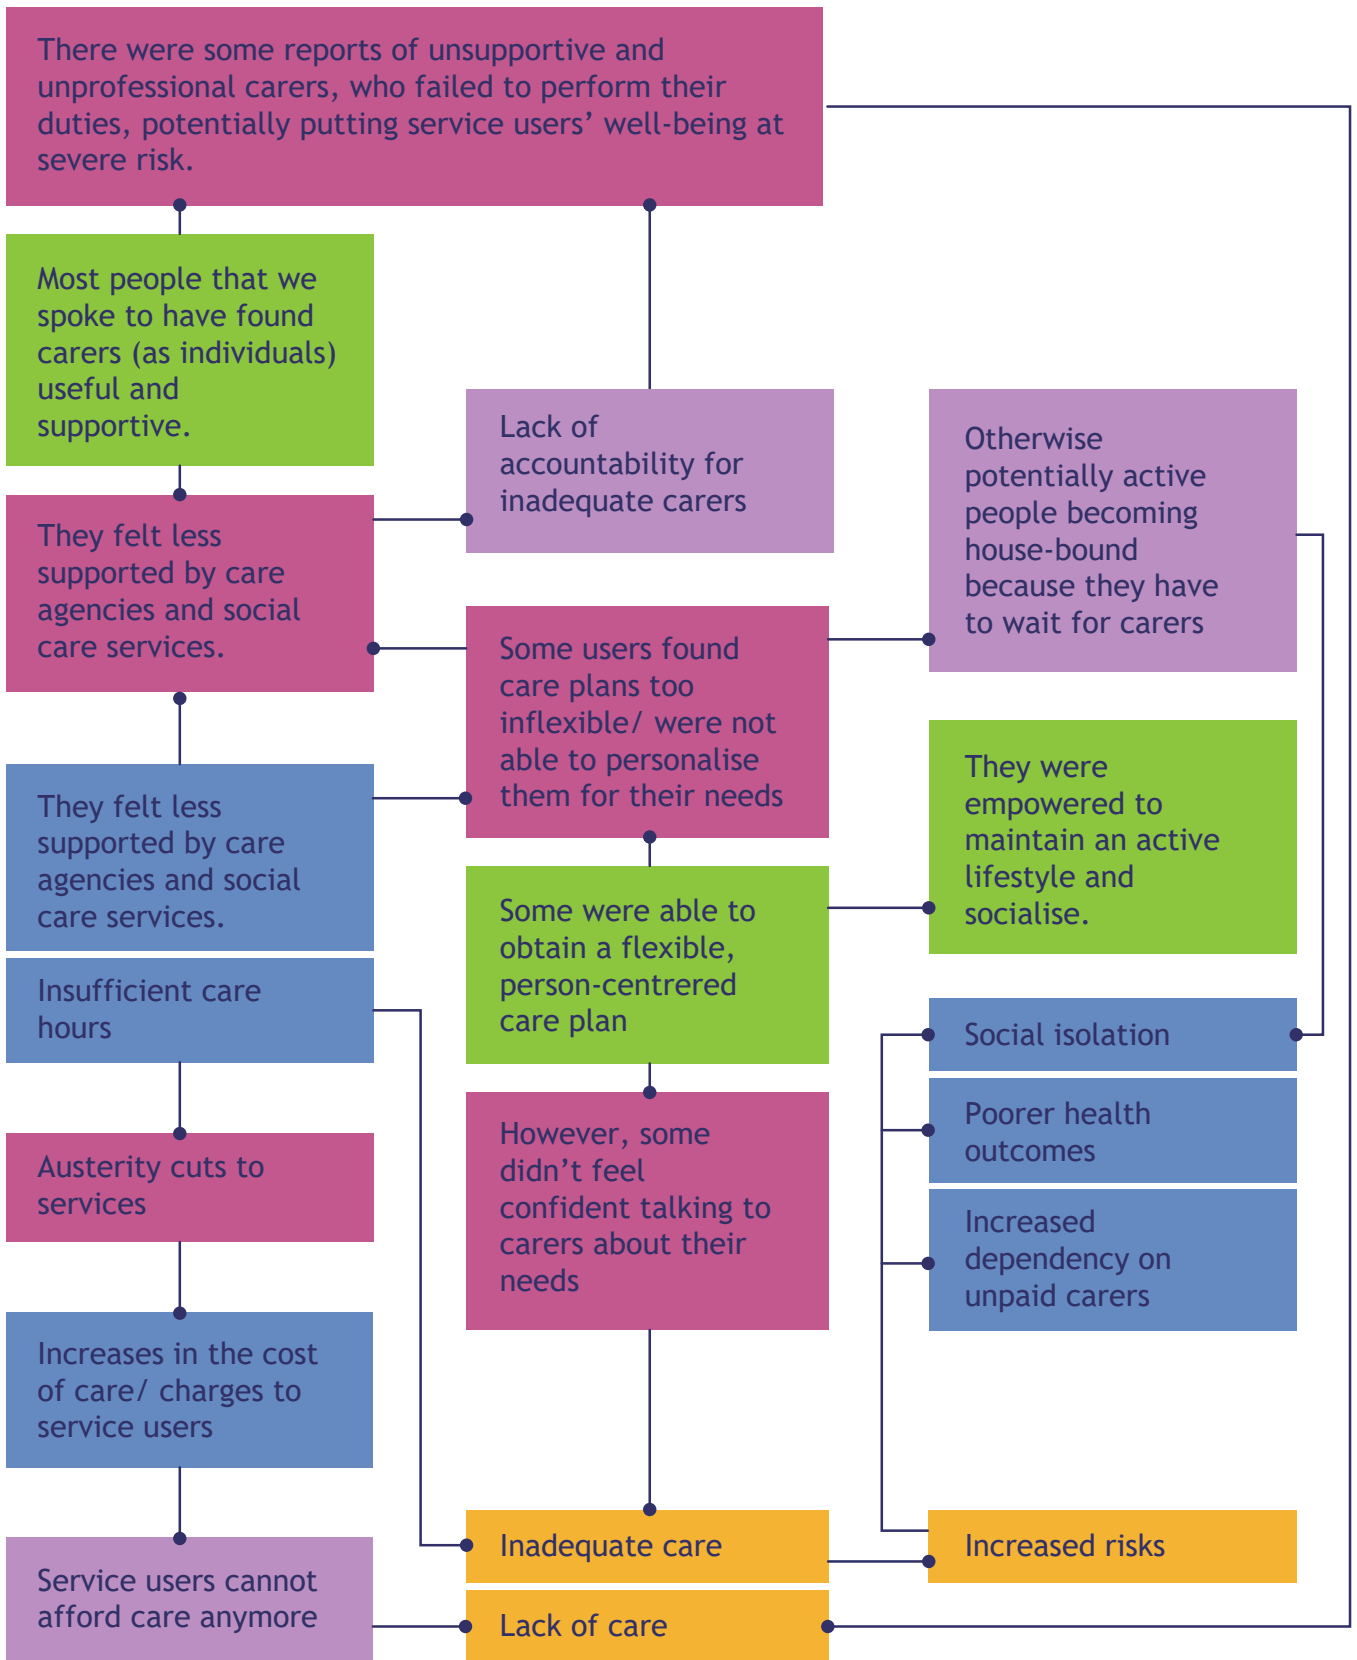 There were some reports of unsupportive and
unprofessional carers, who failed to perform their
duties, potentially putting service users’ well-being at
severe risk.
Most people that we
spoke to have found
carers (as individuals)
useful and
supportive.
They felt less
supported by care
agencies and social
care services.
They felt less
supported by care
agencies and social
care services.
Insufficient care
hours
Austerity cuts to
services
Increases in the cost
of care/ charges to
service users
Service users cannot
afford care anymore
Lack of
accountability for
inadequate carers
Some users found
care plans too
inflexible/ were not
able to personalise
them for their needs
Some were able to
obtain a flexible,
person-centrered
care plan
However, some
didn’t feel
confident talking to
carers about their
needs
Inadequate care
Lack of care
Otherwise
potentially active
people becoming
house-bound
because they have
to wait for carers
They were
empowered to
maintain an active
lifestyle and
socialise.
Social isolation
Poorer health
outcomes
Increased
dependency on
unpaid carers
Increased risks